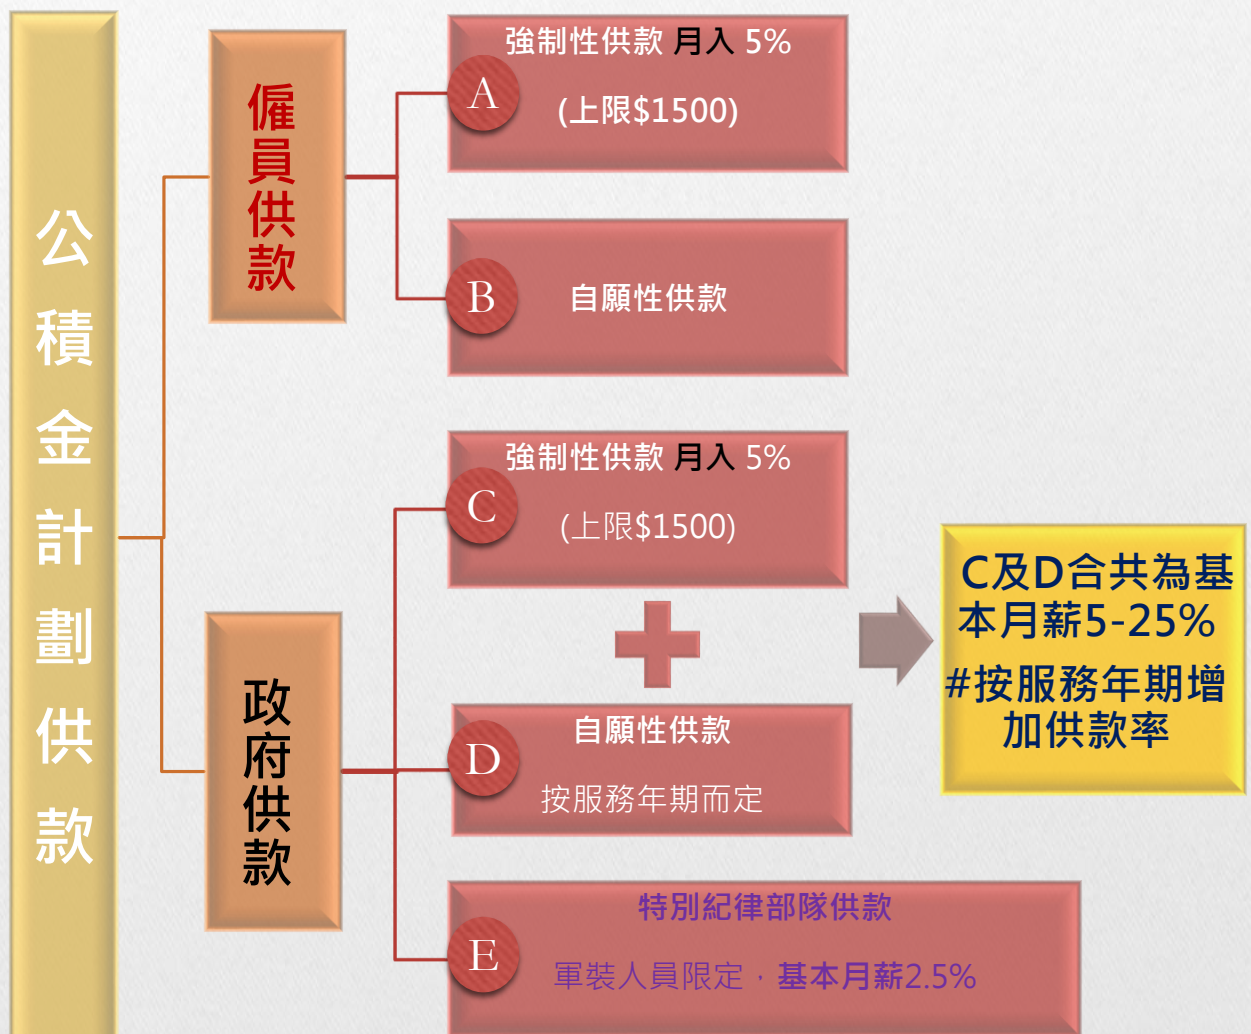 公積金計劃供款
僱員供款
A
強制性供款 月入 5%
(上限$1500)
B
自願性供款
政府供款
C
強制性供款 月入 5%
(上限$1500)
D
自願性供款
按服務年期而定
C及D合共為基
本月薪5-25%
#按服務年期增
加供款率
E
特別紀律部隊供款
軍裝人員限定，基本月薪2.5%